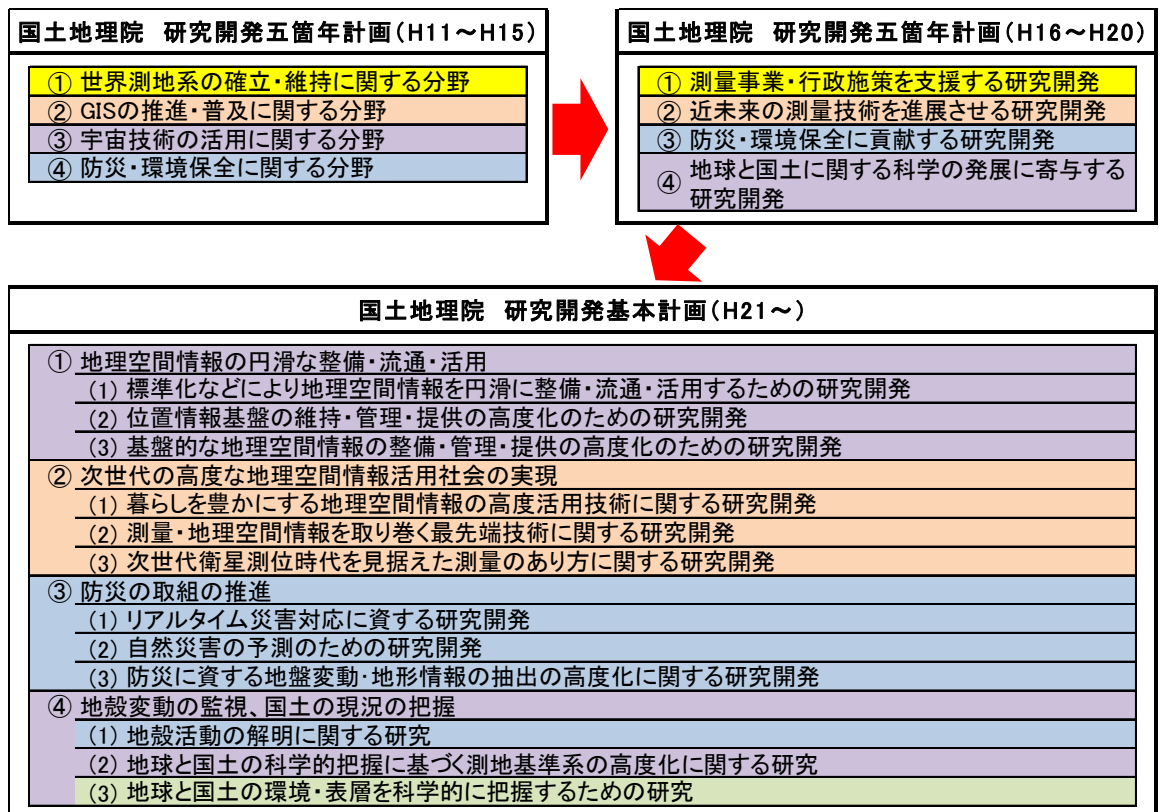 国土地理院 研究開発五箇年計画(H11～H15)
① 世界測地系の確立・維持に関する分野
② GISの推進・普及に関する分野
③ 宇宙技術の活用に関する分野
④ 防災・環境保全に関する分野
国土地理院 研究開発五箇年計画(H16～H20)
① 測量事業・行政施策を支援する研究開発
② 近未来の測量技術を進展させる研究開発
③ 防災・環境保全に貢献する研究開発
④ 地球と国土に関する科学の発展に寄与する
研究開発
国土地理院 研究開発基本計画(H21～)
① 地理空間情報の円滑な整備・流通・活用
(1) 標準化などにより地理空間情報を円滑に整備・流通・活用するための研究開発
(2) 位置情報基盤の維持・管理・提供の高度化のための研究開発
(3) 基盤的な地理空間情報の整備・管理・提供の高度化のための研究開発
② 次世代の高度な地理空間情報活用社会の実現
(1) 暮らしを豊かにする地理空間情報の高度活用技術に関する研究開発
(2) 測量・地理空間情報を取り巻く最先端技術に関する研究開発
(3) 次世代衛星測位時代を見据えた測量のあり方に関する研究開発
③ 防災の取組の推進
(1) リアルタイム災害対応に資する研究開発
(2) 自然災害の予測のための研究開発
(3) 防災に資する地盤変動・地形情報の抽出の高度化に関する研究開発
④ 地殻変動の監視、国土の現況の把握
(1) 地殻活動の解明に関する研究
(2) 地球と国土の科学的把握に基づく測地基準系の高度化に関する研究
(3) 地球と国土の環境・表層を科学的に把握するための研究